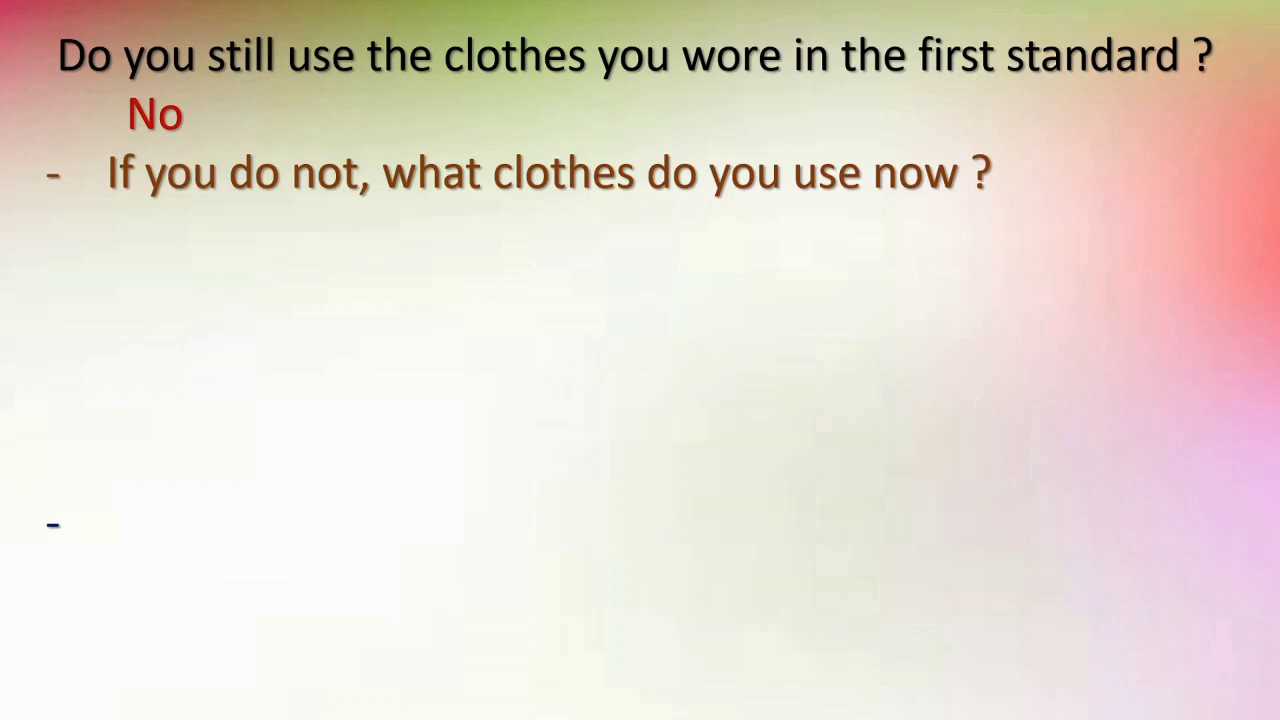 Do you still use the clothes you wore in the first standard ?
No
- If you do not, what clothes do you use now ?
-